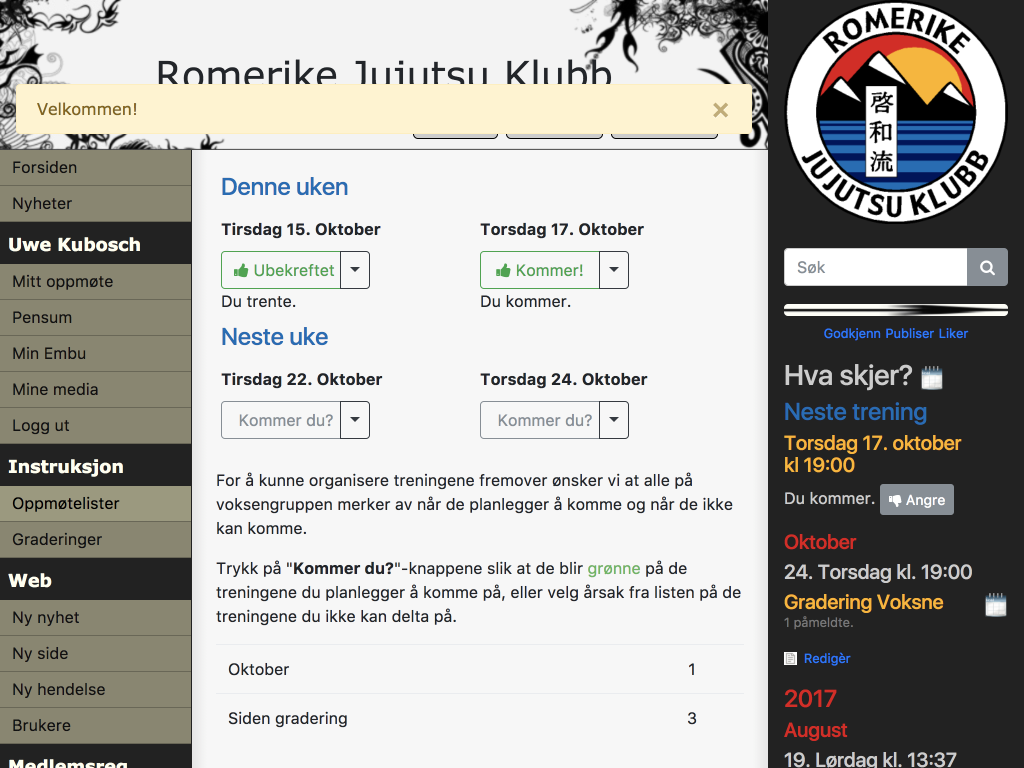 Romerike Jujutsu Klubb
Velkommen!
×
Forsiden
Nyheter
Uwe Kubosch
Mitt oppmøte
Pensum
Min Embu
Mine media
Logg ut
Instruksjon
Oppmøtelister
Graderinger
Web
Ny nyhet
Ny side
Ny hendelse
Brukere
Medlemsreg
Denne uken
Tirsdag 15. Oktober
Torsdag 17. Oktober
Ubekreftet
Kommer!
Du trente.
Du kommer.
Neste uke
Tirsdag 22. Oktober
Torsdag 24. Oktober
Kommer du?
Kommer du?
For å kunne organisere treningene fremover ønsker vi at alle på
voksengruppen merker av når de planlegger å komme og når de ikke
kan komme.
Trykk på "Kommer du?"-knappene slik at de blir grønne på de
treningene du planlegger å komme på, eller velg årsak fra listen på de
treningene du ikke kan delta på.
Oktober 1
Siden gradering 3
ROMERIKE
啓和流
JUJUTSU KLUBB
Søk
Godkjenn Publiser Liker
Hva skjer?
Neste trening
Torsdag 17. oktober
kl 19:00
Du kommer. Angre
Oktober
24. Torsdag kl. 19:00
Gradering Voksne
1 påmeldte.
Redigèr
2017
August
19. Lørdag kl. 13:37